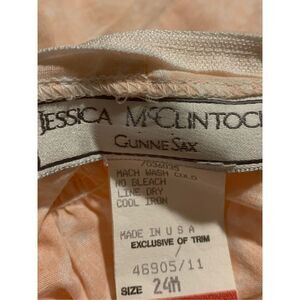 JESSICA McCLINTOCK
GUNNE SAX
MACH WASH COLD
NO BLEACH
LINE DRY
COOL IRON
MADE IN U S A
EXCLUSIVE OF TRIM
46905/11
SIZE 24M